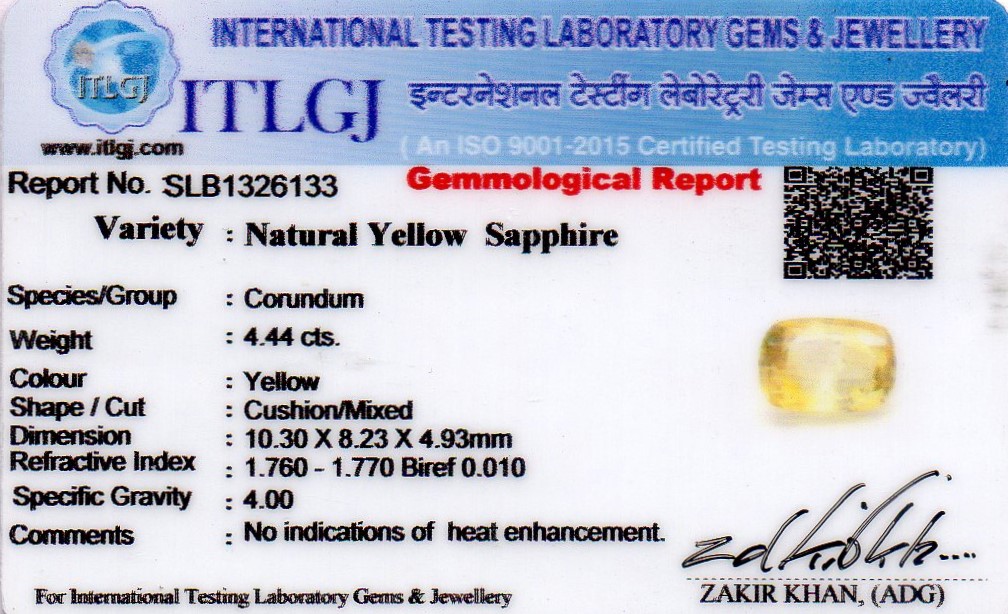 INTERNATIONAL TESTING LABORATORY GEMS & JEWELLERY
ITLGJ
ITLGJ
इन्टरनेशनल टेस्टींग लेबोरेट्ररी जेम्स एण्ड ज्वैलरी
www.itlgj.com
( An ISO 9001-2015 Certified Testing Laboratory)
Report No. SLB1326133
Gemmological Report
Variety : Natural Yellow Sapphire
Species/Group : Corundum
Weight : 4.44 cts.
Colour : Yellow
Shape / Cut : Cushion/Mixed
Dimension : 10.30 X 8.23 X 4.93mm
Refractive Index : 1.760 - 1.770 Biref 0.010
Specific Gravity : 4.00
Comments : No indications of heat enhancement.
For International Testing Laboratory Gems & Jewellery
ZAKIR KHAN, (ADG)